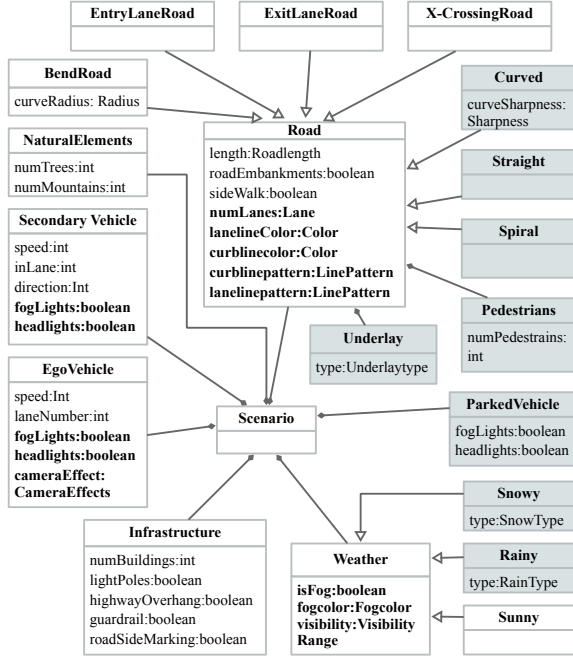 EntryLaneRoad
ExitLaneRoad
X-CrossingRoad
BendRoad
curveRadius: Radius
NaturalElements
numTrees:int
numMountains:int
Secondary Vehicle
speed:int
inLane:int
direction:Int
fogLights:boolean
headlights:boolean
EgoVehicle
speed:Int
laneNumber:int
fogLights:boolean
headlights:boolean
cameraEffect:
CameraEffects
Road
length:Roadlength
roadEmbankments:boolean
sideWalk:boolean
numLanes:Lane
lanelineColor:Color
curblinecolor:Color
curblinepattern:LinePattern
lanelinepattern:LinePattern
Curved
curveSharpness:
Sharpness
Straight
Spiral
Pedestrians
numPedestrains:
int
Underlay
type:Underlaytype
Scenario
ParkedVehicle
fogLights:boolean
headlights:boolean
Infrastructure
numBuildings:int
lightPoles:boolean
highwayOverhang:boolean
guardrail:boolean
roadSideMarking:boolean
Weather
isFog:boolean
fogcolor:Fogcolor
visibility:Visibility
Range
Snowy
type:SnowType
Rainy
type:RainType
Sunny